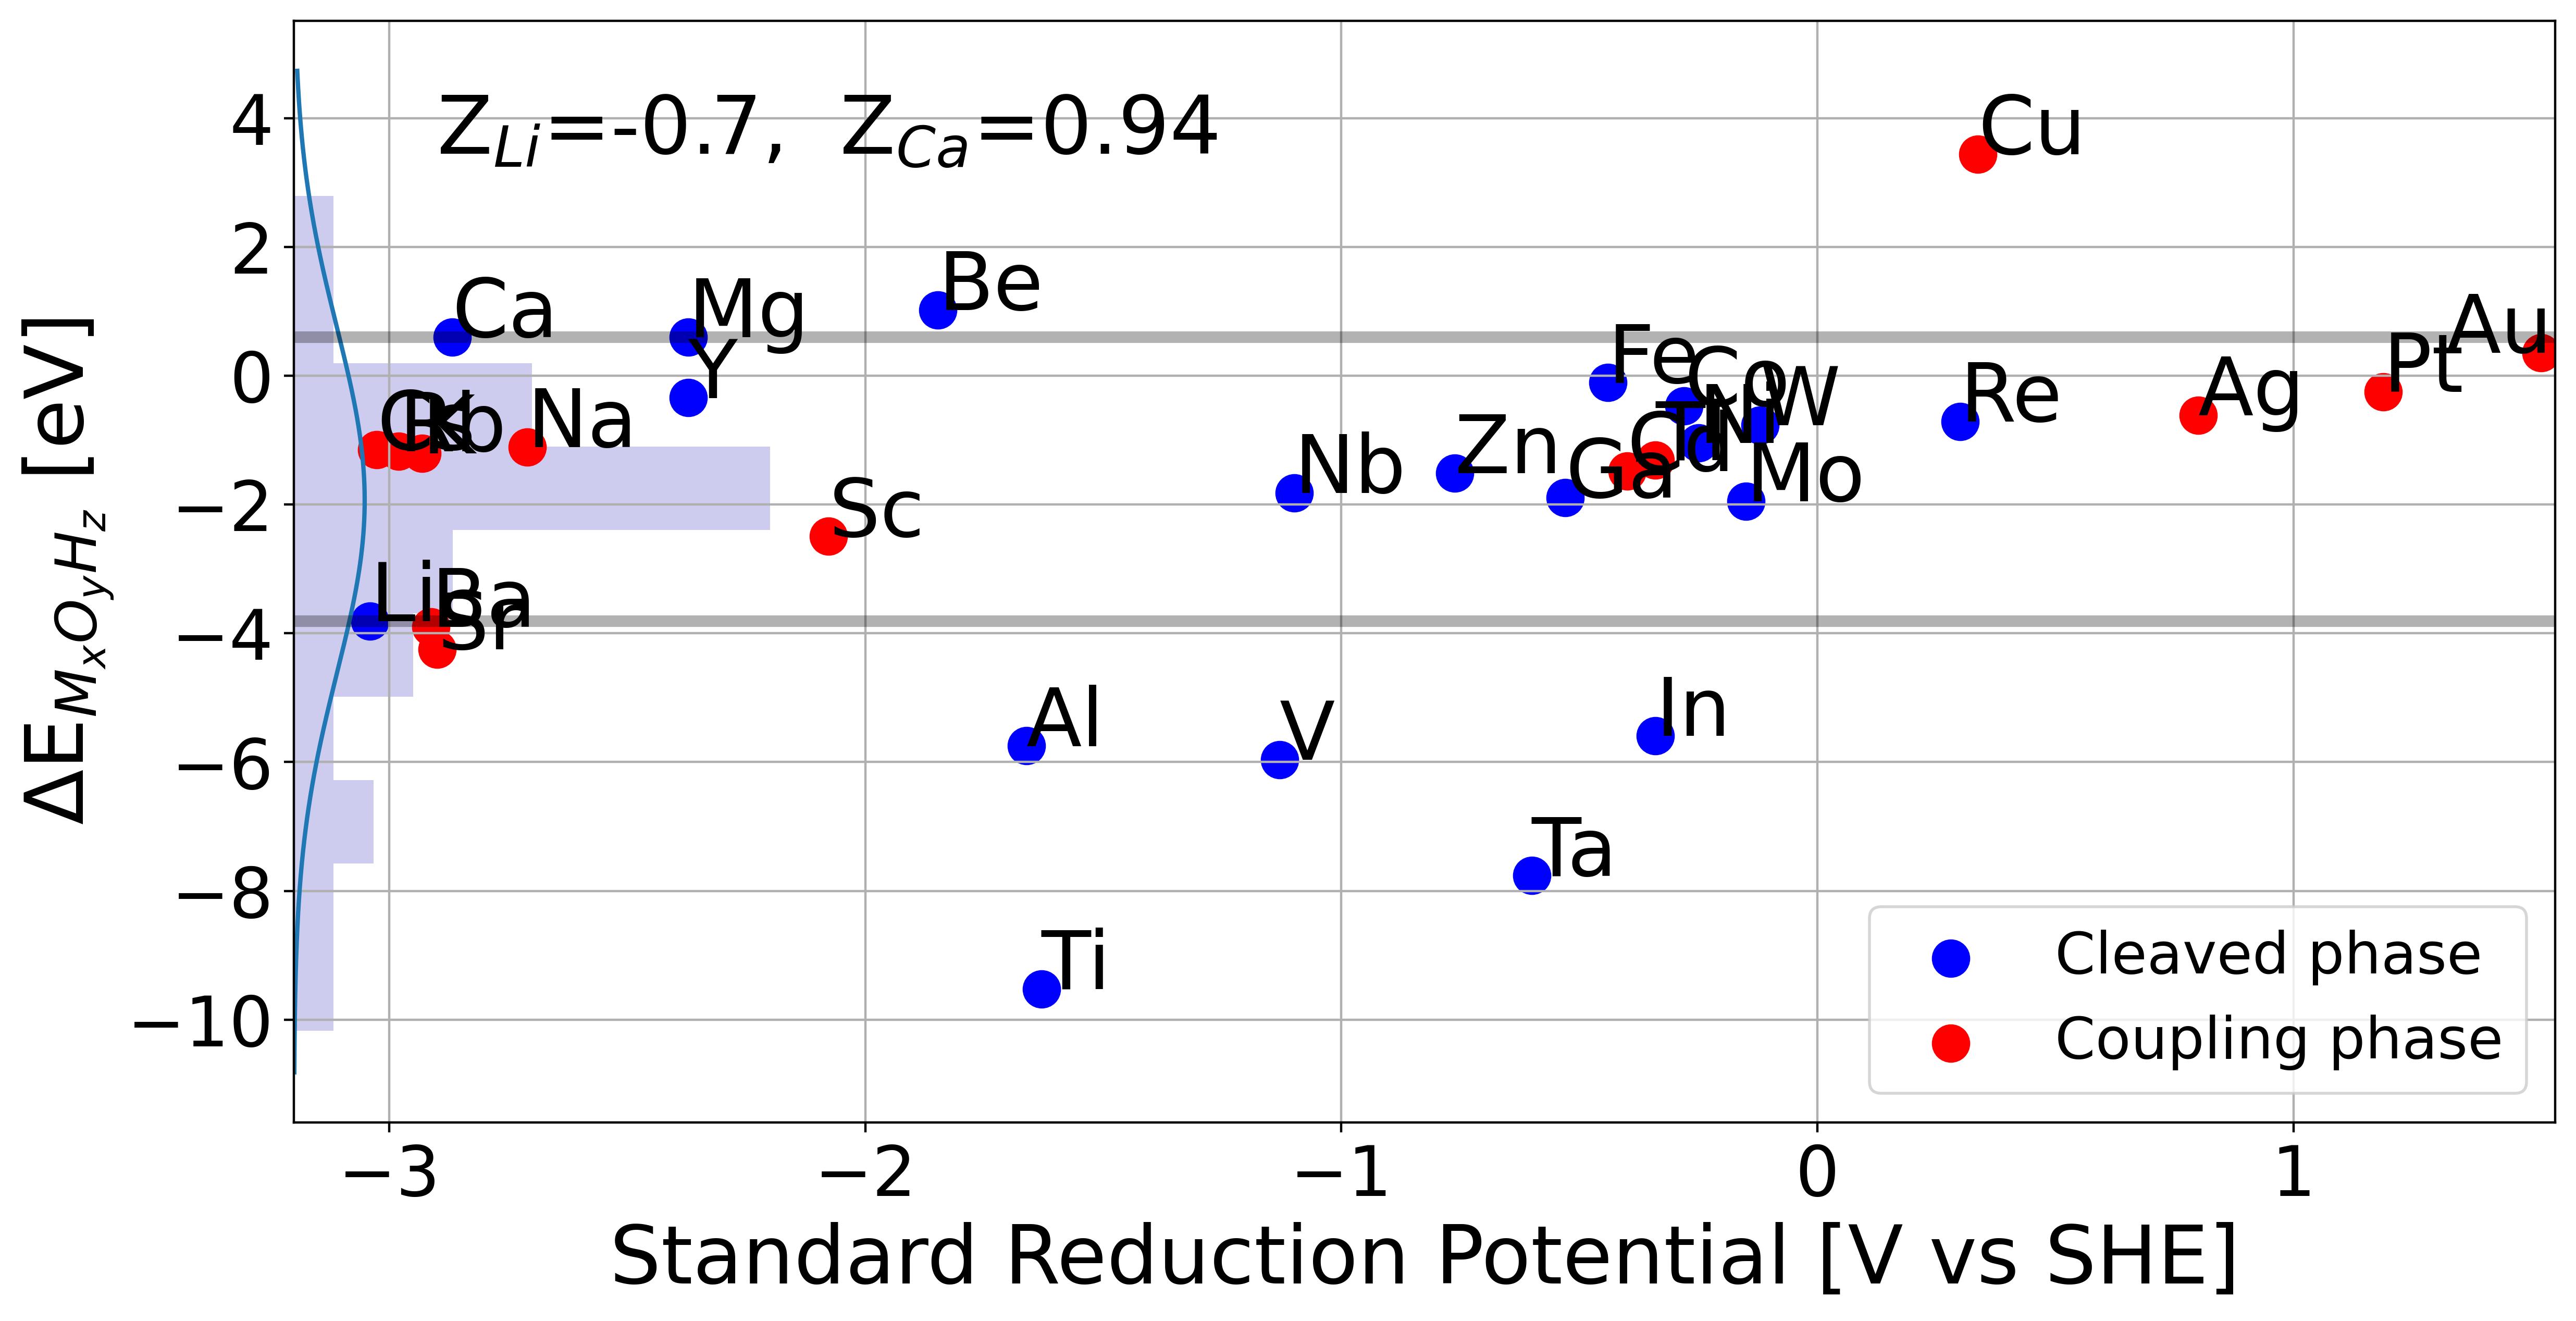 Z_Li=-0.7, Z_Ca=0.94
Cu
Be
Ca
Mg
Au
Fe
Y
Pt
Co
W
Re
Ag
Cs
Rb
K
Na
Ni
Tl
Cd
Zn
Nb
Ga
Mo
Sc
Li
Ba
Sr
In
Al
V
Ta
Ti
4
2
0
−2
−4
−6
−8
−10
ΔE_MxOyHz [eV]
Cleaved phase
Coupling phase
−3
−2
−1
0
1
Standard Reduction Potential [V vs SHE]